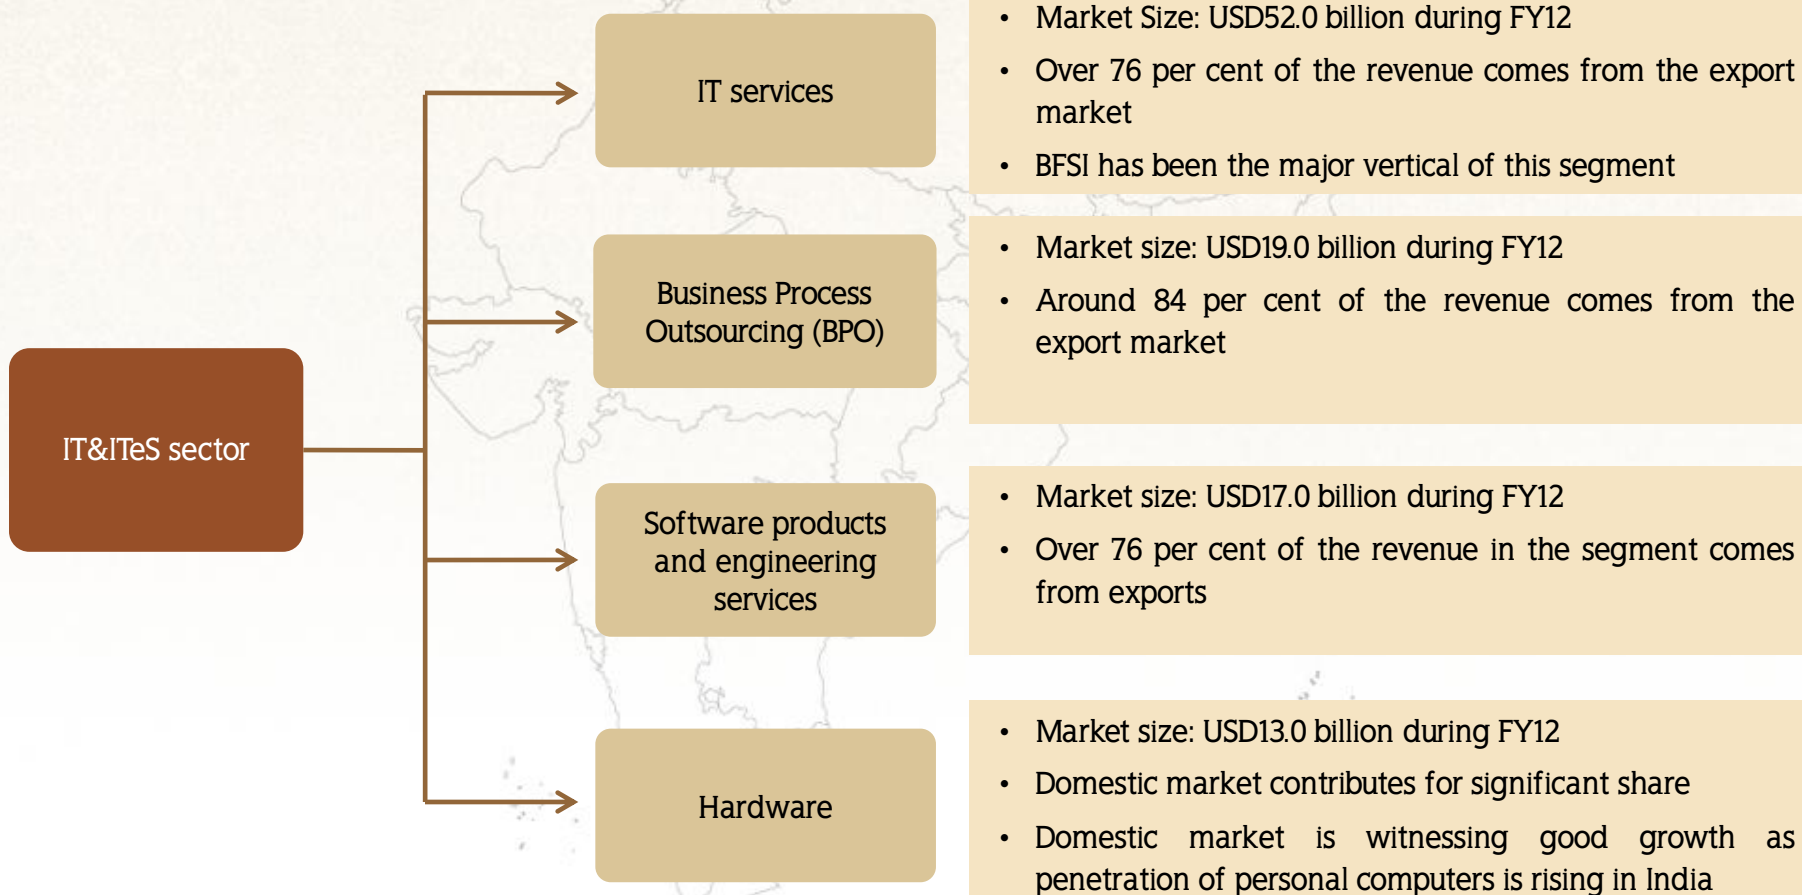 IT&ITeS sector
IT services
• Market Size: USD52.0 billion during FY12
• Over 76 per cent of the revenue comes from the export
market
• BFSI has been the major vertical of this segment
Business Process
Outsourcing (BPO)
• Market size: USD19.0 billion during FY12
• Around 84 per cent of the revenue comes from the
export market
Software products
and engineering
services
• Market size: USD17.0 billion during FY12
• Over 76 per cent of the revenue in the segment comes
from exports
Hardware
• Market size: USD13.0 billion during FY12
• Domestic market contributes for significant share
• Domestic market is witnessing good growth as
penetration of personal computers is rising in India